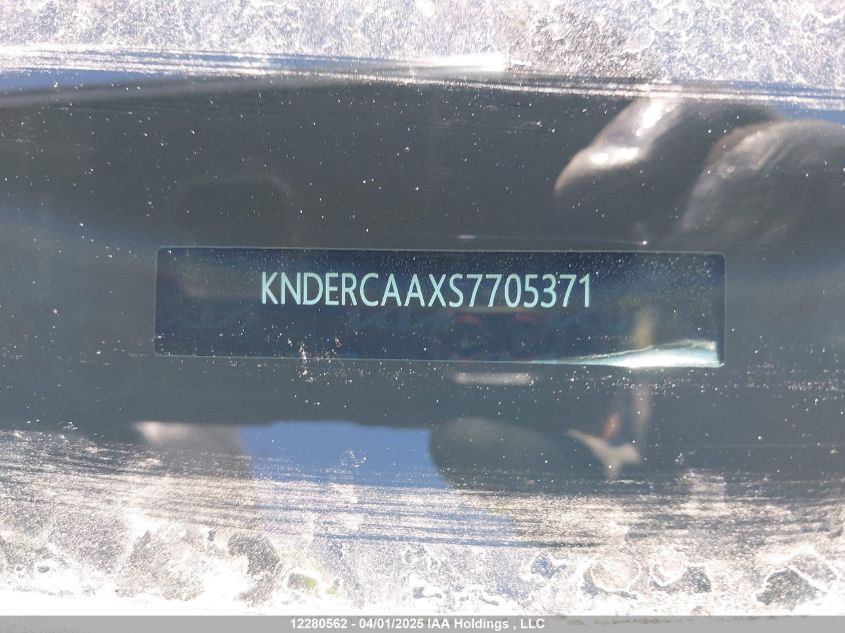 KNDERCAAXS7705371
12280562 - 04/01/2025 IAA Holdings , LLC